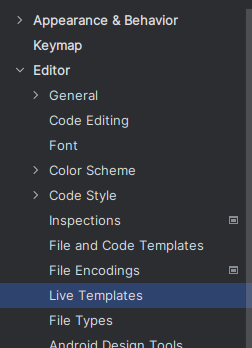 Appearance & Behavior
Keymap
Editor
General
Code Editing
Font
Color Scheme
Code Style
Inspections
File and Code Templates
File Encodings
Live Templates
File Types
Android Design Tools